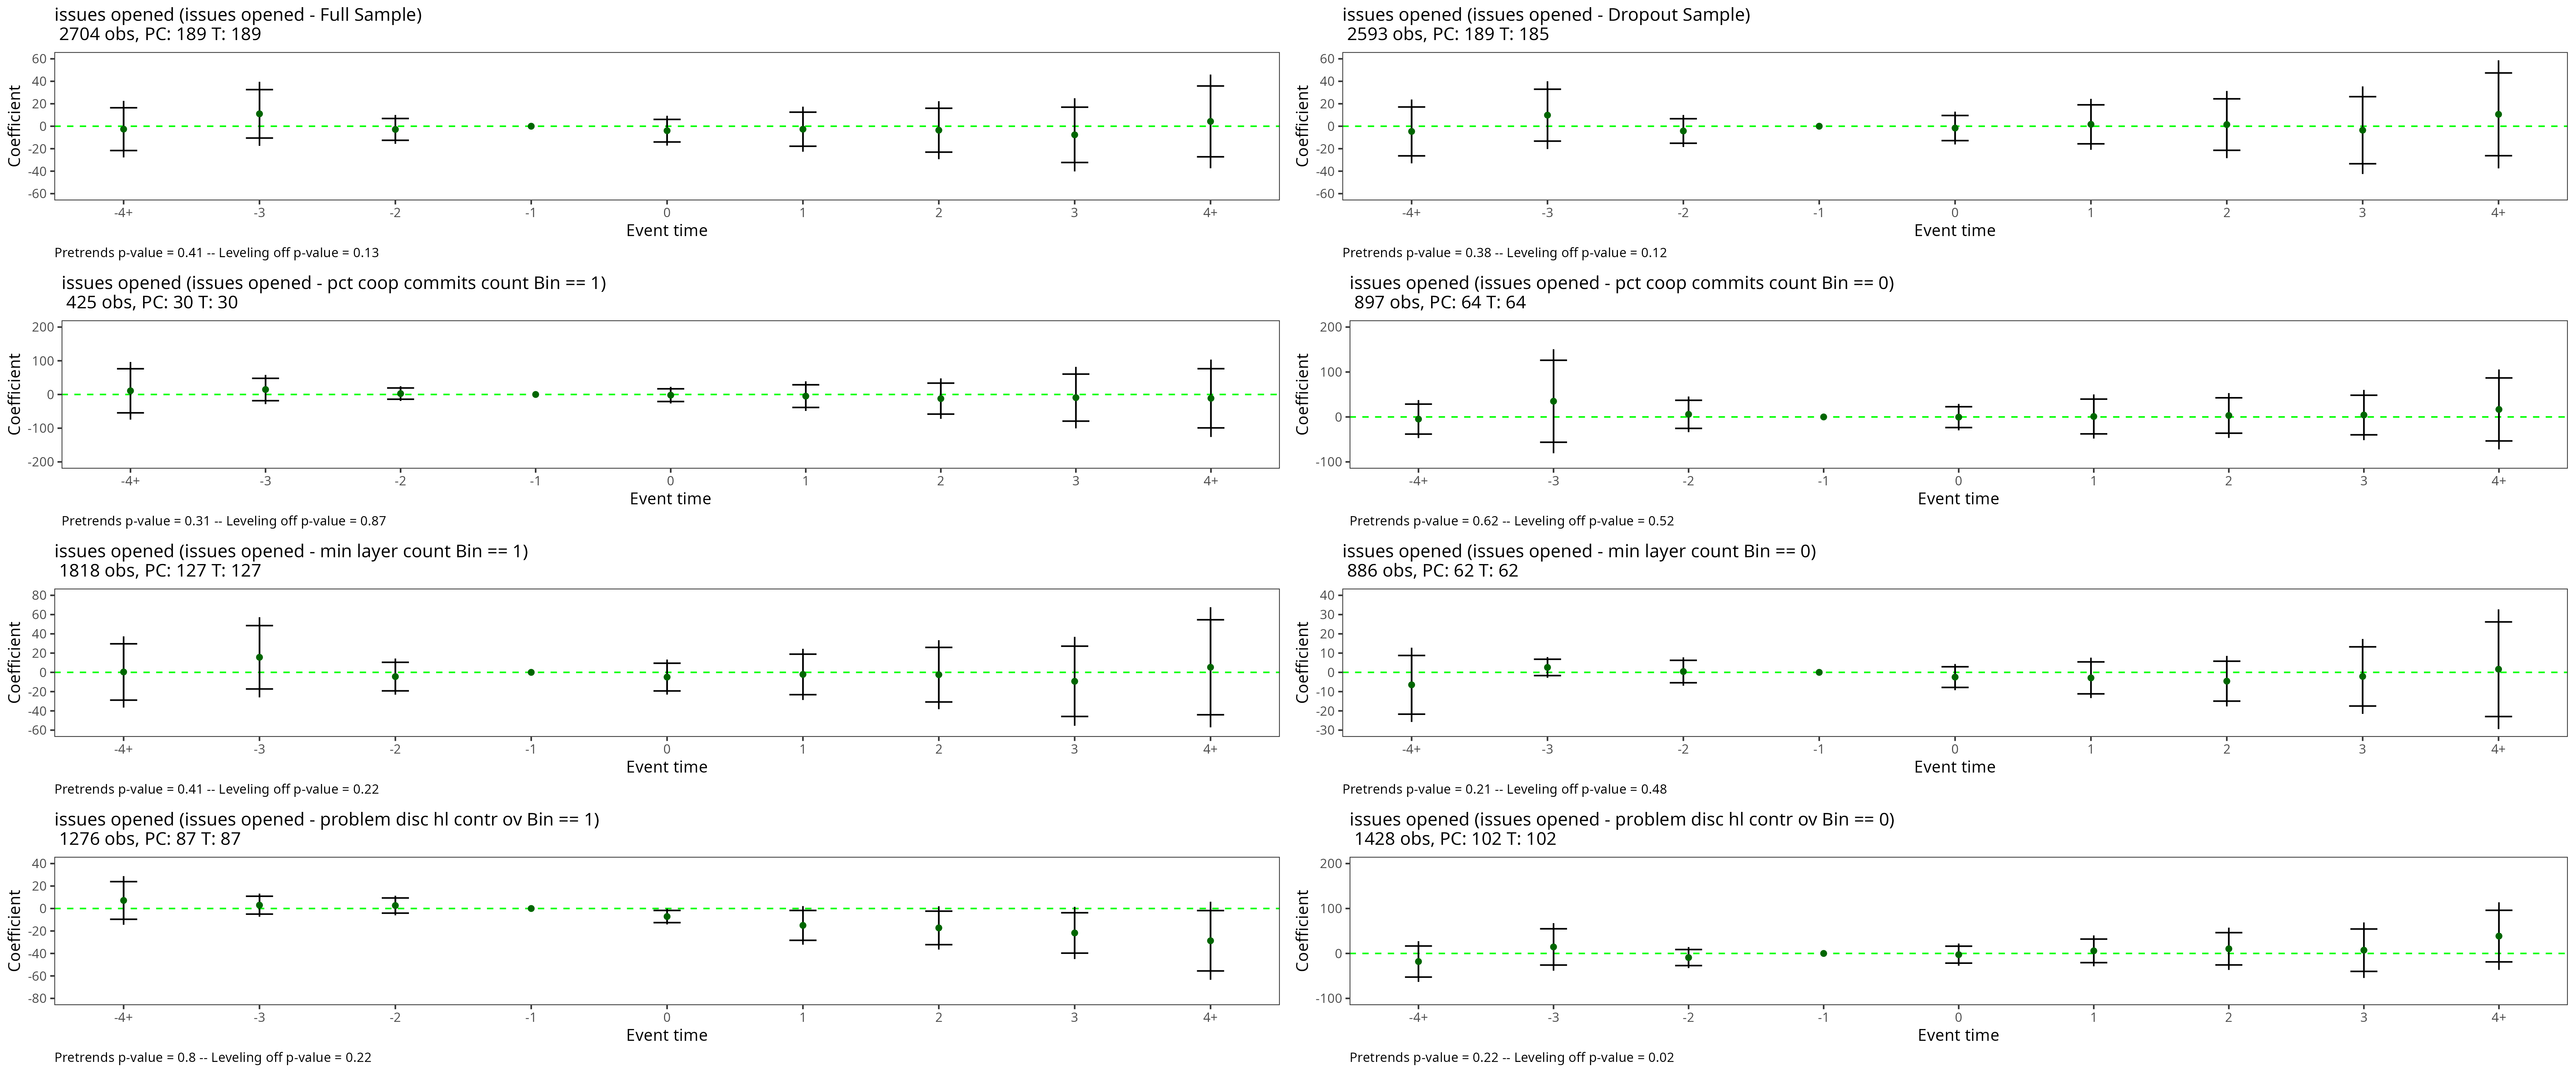 issues opened (issues opened - Full Sample)
2704 obs, PC: 189 T: 189
60
40
20
0
-20
-40
-60
Coefficient
-4+ -3 -2 -1 0 1 2 3 4+
Event time
Pretrends p-value = 0.41 -- Leveling off p-value = 0.13
issues opened (issues opened - Dropout Sample)
2593 obs, PC: 189 T: 185
60
40
20
0
-20
-40
-60
Coefficient
-4+ -3 -2 -1 0 1 2 3 4+
Event time
Pretrends p-value = 0.38 -- Leveling off p-value = 0.12
issues opened (issues opened - pct coop commits count Bin == 1)
425 obs, PC: 30 T: 30
200
100
0
-100
-200
Coefficient
-4+ -3 -2 -1 0 1 2 3 4+
Event time
Pretrends p-value = 0.31 -- Leveling off p-value = 0.87
issues opened (issues opened - pct coop commits count Bin == 0)
897 obs, PC: 64 T: 64
200
100
0
-100
Coefficient
-4+ -3 -2 -1 0 1 2 3 4+
Event time
Pretrends p-value = 0.62 -- Leveling off p-value = 0.52
issues opened (issues opened - min layer count Bin == 1)
1818 obs, PC: 127 T: 127
80
60
40
20
0
-20
-40
-60
Coefficient
-4+ -3 -2 -1 0 1 2 3 4+
Event time
Pretrends p-value = 0.41 -- Leveling off p-value = 0.22
issues opened (issues opened - min layer count Bin == 0)
886 obs, PC: 62 T: 62
40
30
20
10
0
-10
-20
-30
Coefficient
-4+ -3 -2 -1 0 1 2 3 4+
Event time
Pretrends p-value = 0.21 -- Leveling off p-value = 0.48
issues opened (issues opened - problem disc hl contr ov Bin == 1)
1276 obs, PC: 87 T: 87
40
20
0
-20
-40
-60
-80
Coefficient
-4+ -3 -2 -1 0 1 2 3 4+
Event time
Pretrends p-value = 0.8 -- Leveling off p-value = 0.22
issues opened (issues opened - problem disc hl contr ov Bin == 0)
1428 obs, PC: 102 T: 102
200
100
0
-100
Coefficient
-4+ -3 -2 -1 0 1 2 3 4+
Event time
Pretrends p-value = 0.22 -- Leveling off p-value = 0.02